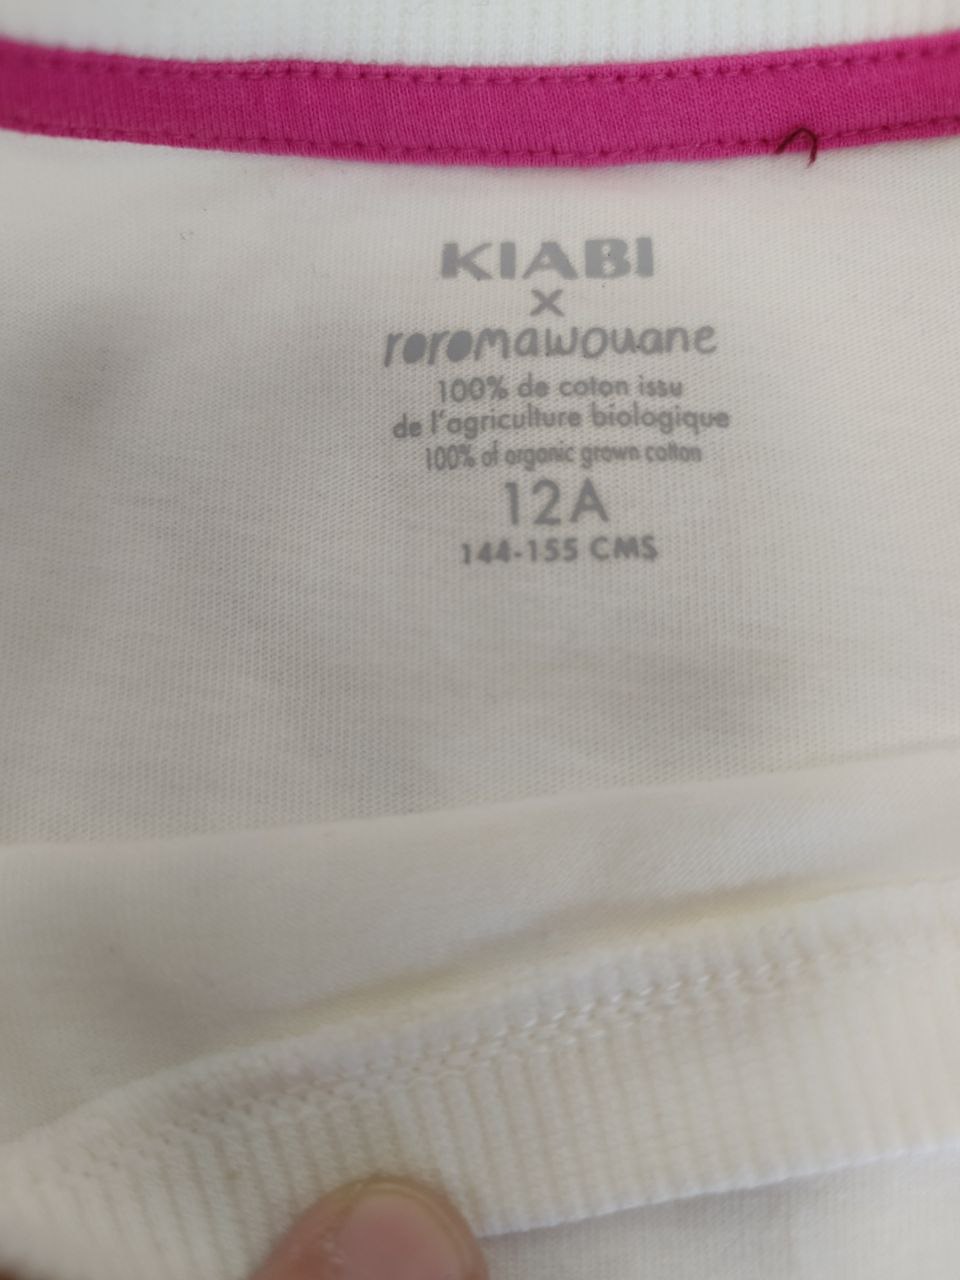 KIABI
X
roromawouane
100% de coton issu
de l'agriculture biologique
100% of organic grown cotton
12A
144-155 CMS